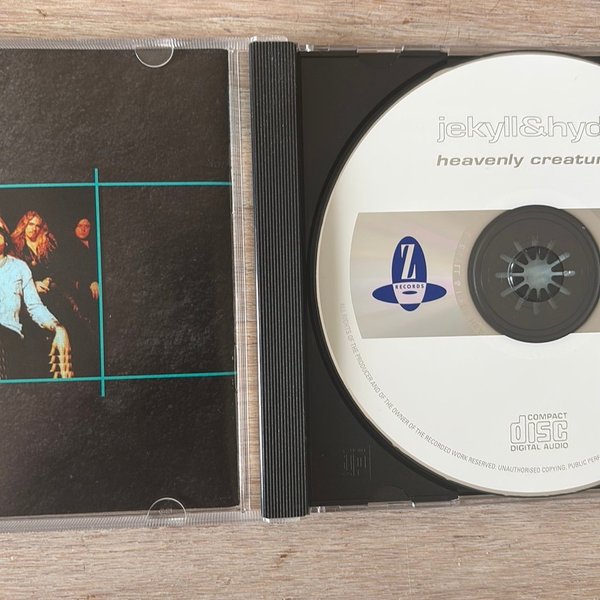 jekyll&hyd
heavenly creatur
Z
RECORDS
ALL RIGHTS OF THE PRODUCER AND OF THE OWNER OF THE RECORDED WORK RESERVED. UNAUTHORISED COPYING. PUBLIC PERF
COMPACT
disc
DIGITAL AUDIO